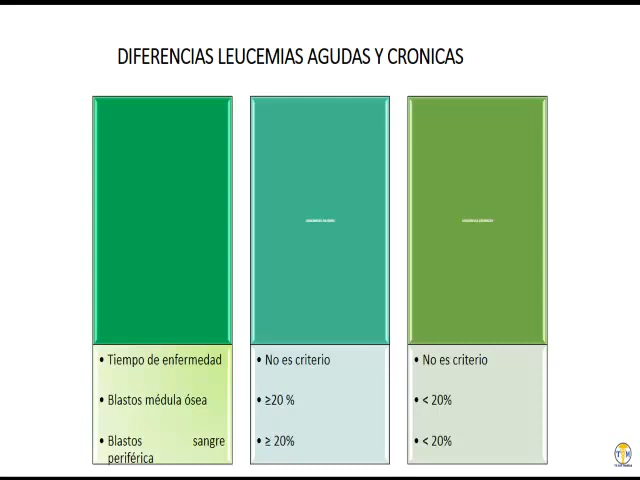 DIFERENCIAS LEUCEMIAS AGUDAS Y CRONICAS
• Tiempo de enfermedad
• Blastos médula ósea
• Blastos sangre
periférica
• No es criterio
• ≥20 %
• ≥ 20%
• No es criterio
• < 20%
• < 20%